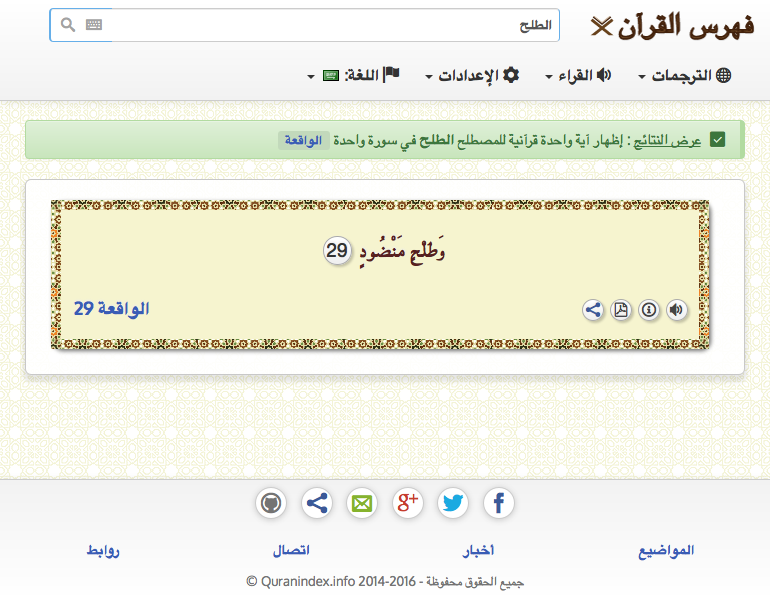 فهرس القرآن
الطلح
الترجمات القراء الإعدادات اللغة:
عرض النتائج : إظهار آية واحدة قرآنية للمصطلح الطلح في سورة واحدة الواقعة
وَطَلْحٍ مَنْضُودٍ 29
الواقعة 29
المواضيع أخبار اتصال روابط
جميع الحقوق محفوظة - Quranindex.info 2014-2016 ©